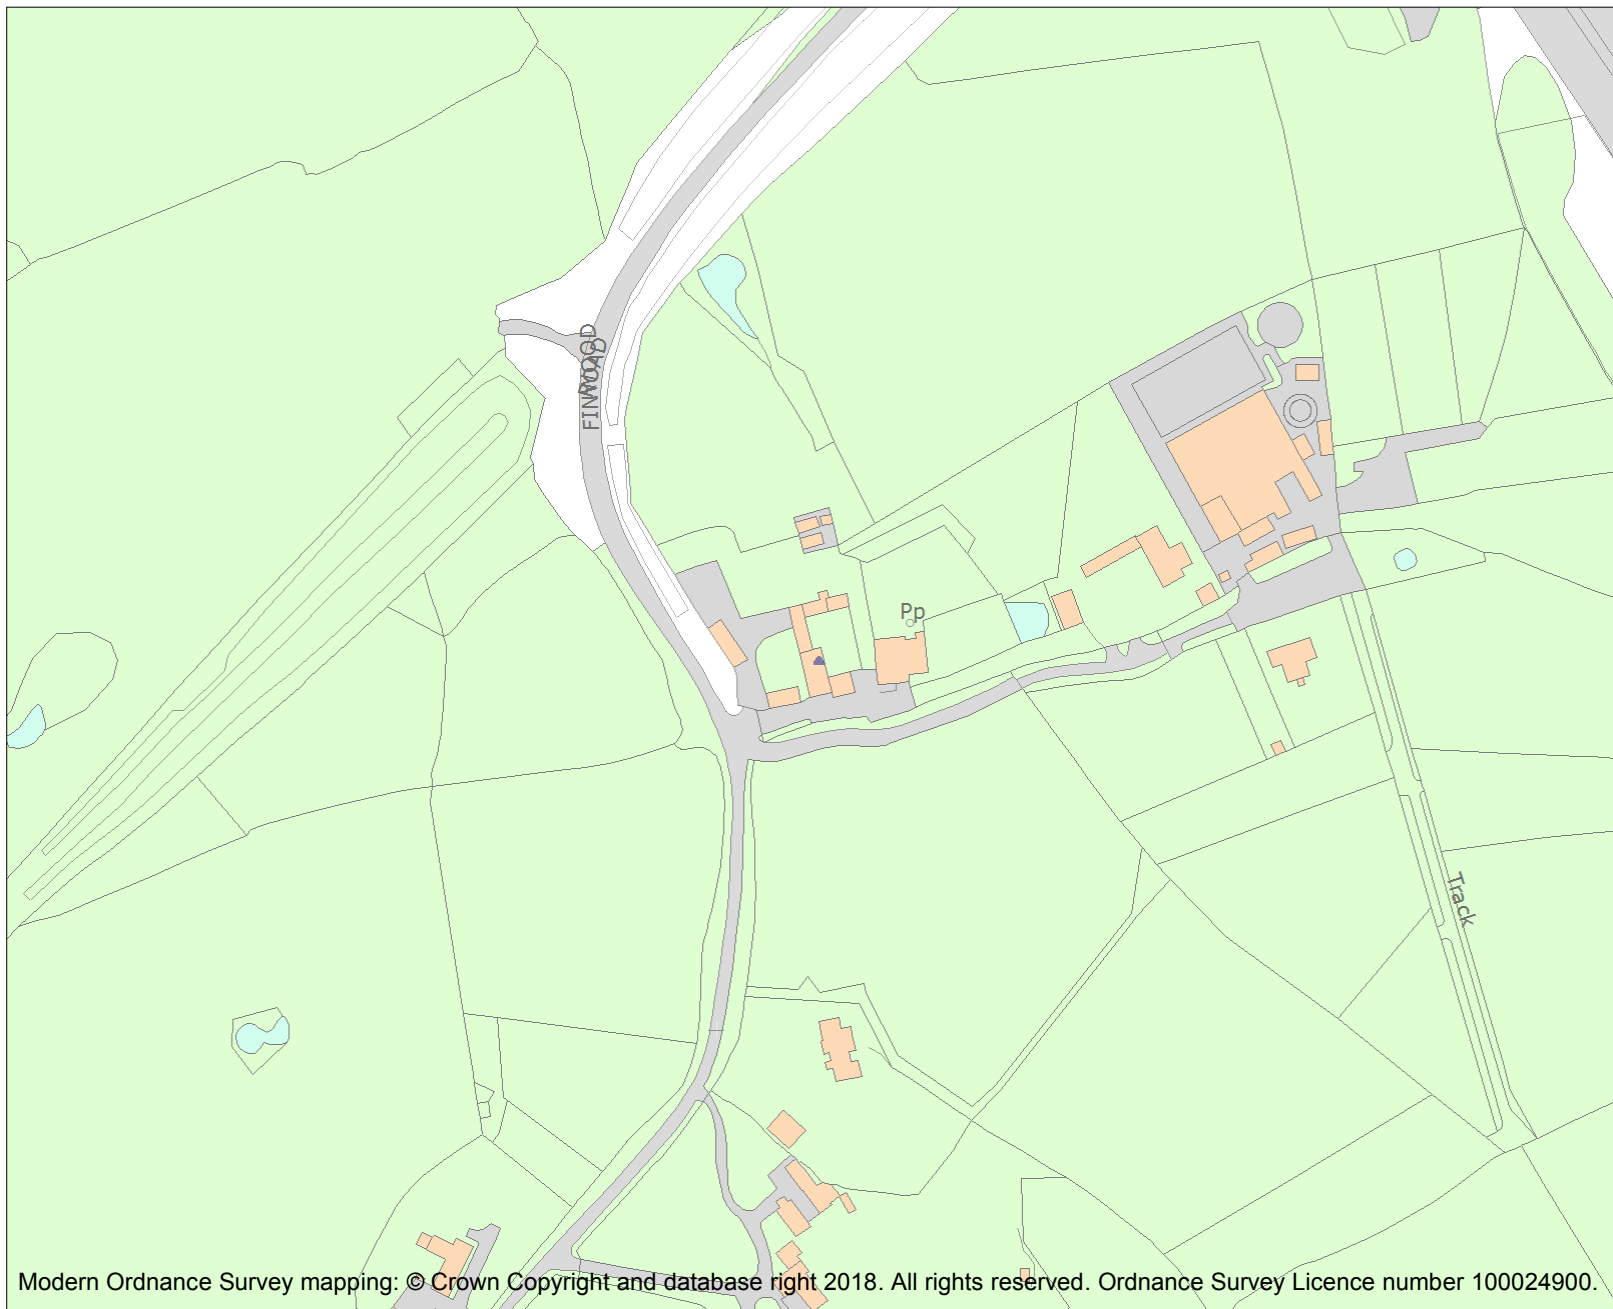 FINWOOD
ROAD
Pp
Track
Modern Ordnance Survey mapping: © Crown Copyright and database right 2018. All rights reserved. Ordnance Survey Licence number 100024900.